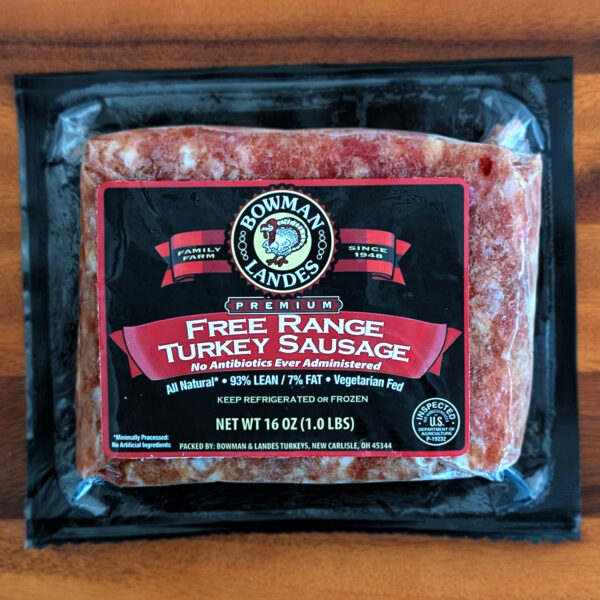 BOWMAN
LANDES
FAMILY FARM
SINCE 1948
PREMIUM
FREE RANGE
TURKEY SAUSAGE
No Antibiotics Ever Administered
All Natural* • 93% LEAN / 7% FAT • Vegetarian Fed
KEEP REFRIGERATED OR FROZEN
NET WT 16 OZ (1.0 LBS)
*Minimally Processed:
No Artificial Ingredients
PACKED BY: BOWMAN & LANDES TURKEYS, NEW CARLISLE, OH 45344
INSPECTED
U.S.
DEPARTMENT OF
AGRICULTURE
P-19232